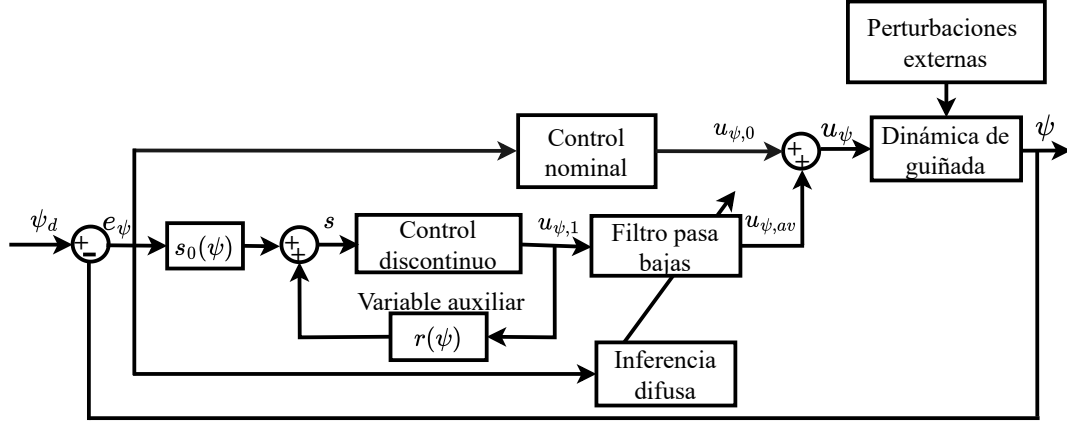 Perturbaciones
externas
Control
nominal
u_{ψ,0}
+
+
u_ψ
Dinámica de
guiñada
ψ
ψ_d
+
-
e_ψ
s_0(ψ)
+
+
s
Control
discontinuo
u_{ψ,1}
Filtro pasa
bajas
u_{ψ,av}
Variable auxiliar
r(ψ)
Inferencia
difusa